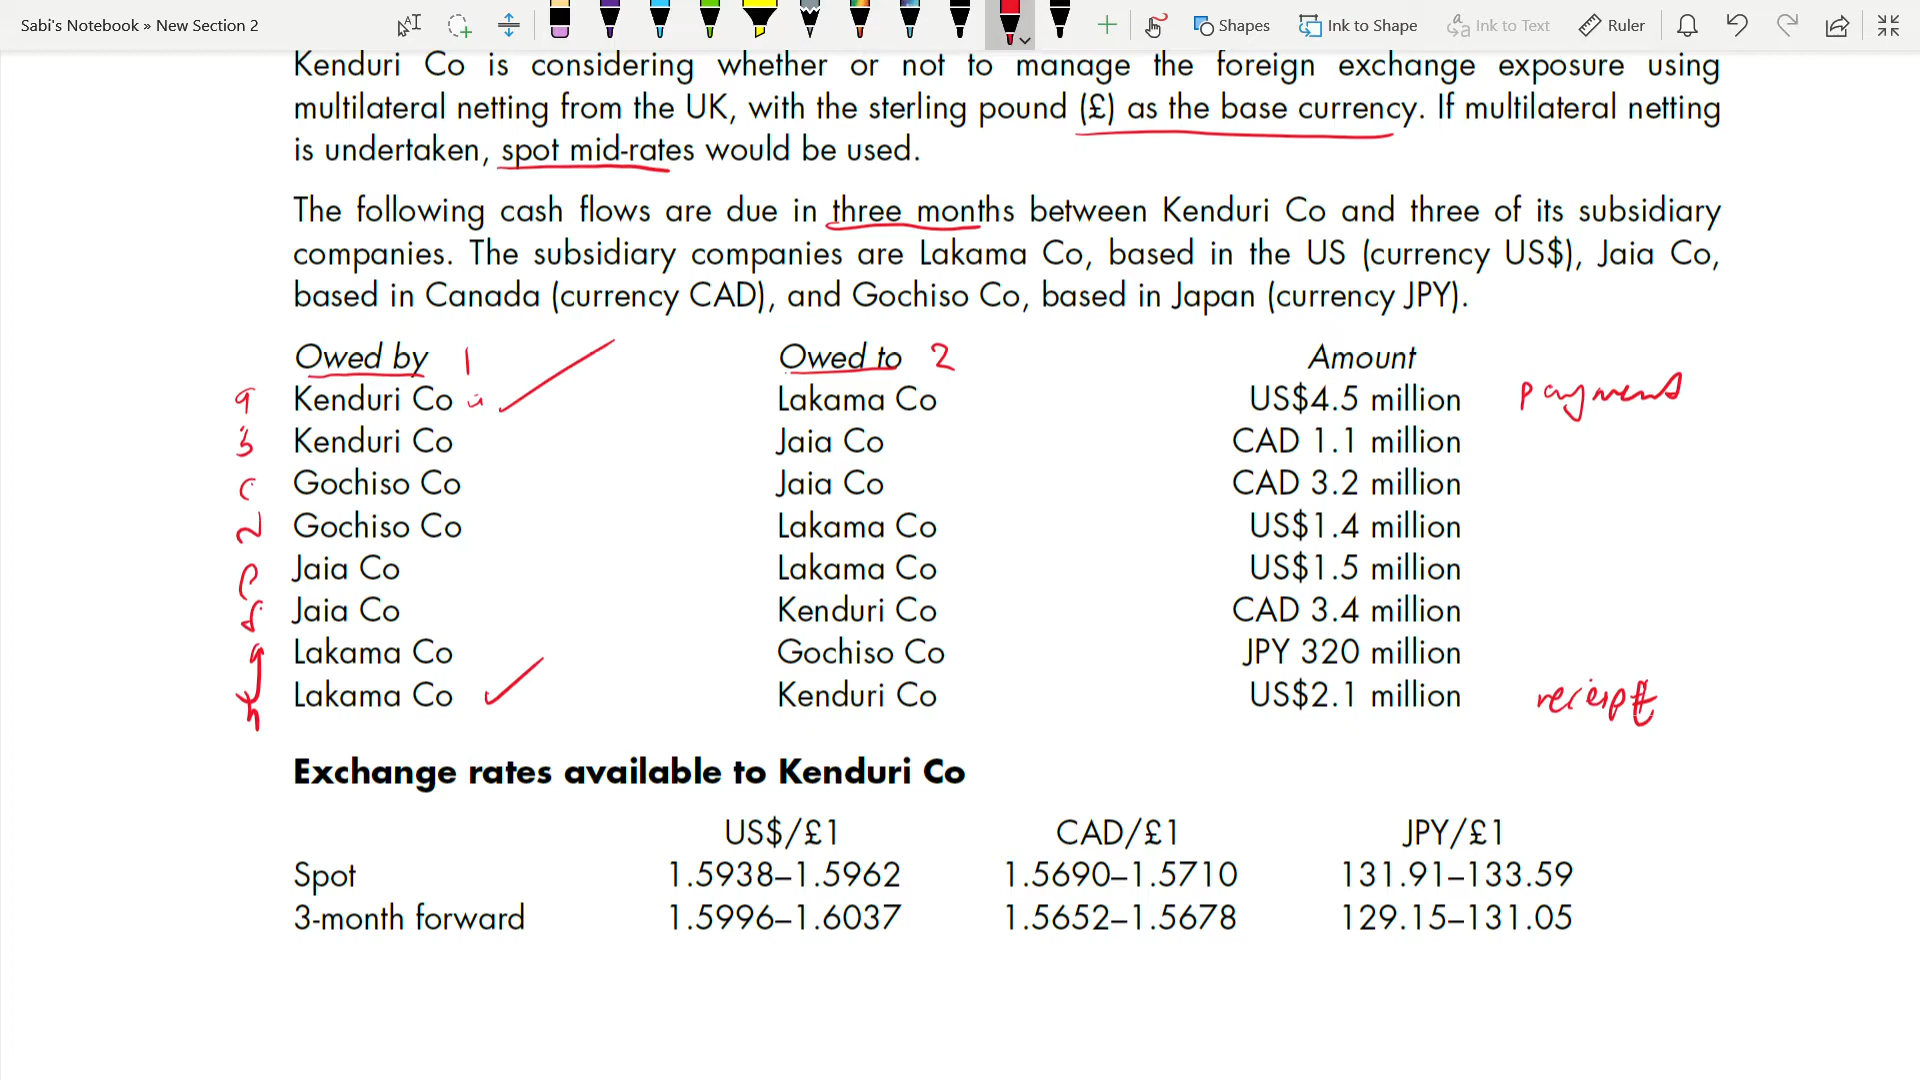 Sabi's Notebook » New Section 2
Shapes Ink to Shape Ink to Text Ruler
Kenduri Co is considering whether or not to manage the foreign exchange exposure using
multilateral netting from the UK, with the sterling pound (£) as the base currency. If multilateral netting
is undertaken, spot mid-rates would be used.
The following cash flows are due in three months between Kenduri Co and three of its subsidiary
companies. The subsidiary companies are Lakama Co, based in the US (currency US$), Jaia Co,
based in Canada (currency CAD), and Gochiso Co, based in Japan (currency JPY).
Owed by 1 Owed to 2 Amount
Kenduri Co Lakama Co US$4.5 million payment
Kenduri Co Jaia Co CAD 1.1 million
Gochiso Co Jaia Co CAD 3.2 million
Gochiso Co Lakama Co US$1.4 million
Jaia Co Lakama Co US$1.5 million
Jaia Co Kenduri Co CAD 3.4 million
Lakama Co Gochiso Co JPY 320 million
Lakama Co Kenduri Co US$2.1 million
Exchange rates available to Kenduri Co
US$/£1 CAD/£1 JPY/£1
Spot 1.5938–1.5962 1.5690–1.5710 131.91–133.59
3-month forward 1.5996–1.6037 1.5652–1.5678 129.15–131.05